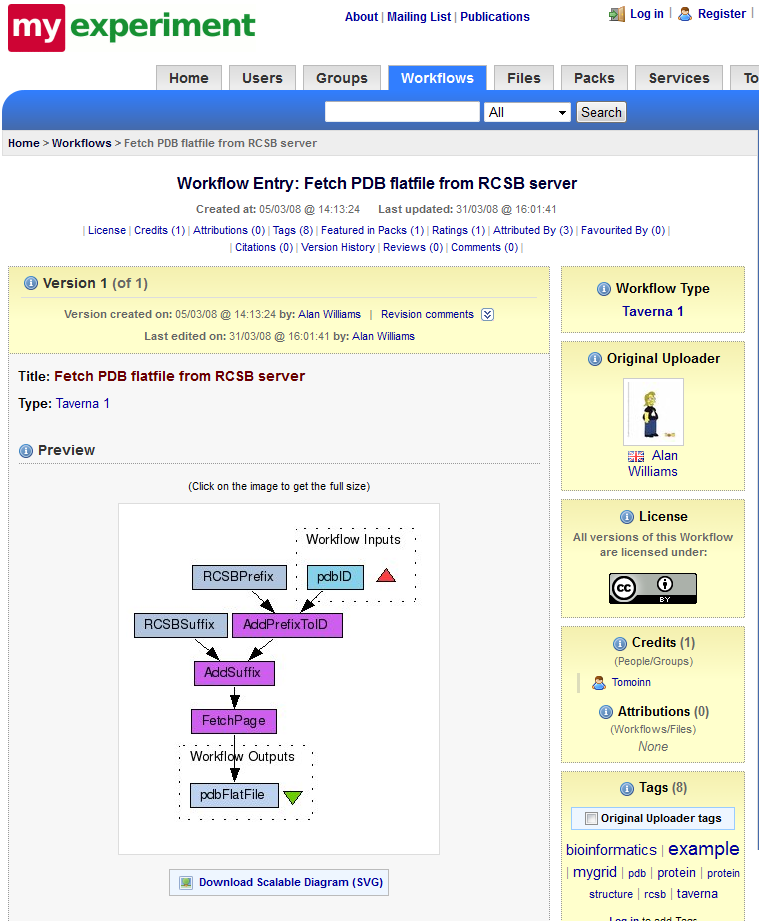 my experiment
About | Mailing List | Publications
Log in | Register |
Home Users Groups Workflows Files Packs Services To
All Search
Home > Workflows > Fetch PDB flatfile from RCSB server
Workflow Entry: Fetch PDB flatfile from RCSB server
Created at: 05/03/08 @ 14:13:24 Last updated: 31/03/08 @ 16:01:41
| License | Credits (1) | Attributions (0) | Tags (8) | Featured in Packs (1) | Ratings (1) | Attributed By (3) | Favourited By (0) |
| Citations (0) | Version History | Reviews (0) | Comments (0) |
Version 1 (of 1)
Version created on: 05/03/08 @ 14:13:24 by: Alan Williams | Revision comments
Last edited on: 31/03/08 @ 16:01:41 by: Alan Williams
Title: Fetch PDB flatfile from RCSB server
Type: Taverna 1
Preview
(Click on the image to get the full size)
Workflow Inputs
RCSBPrefix pdbID
RCSBSuffix AddPrefixToID
AddSuffix
FetchPage
Workflow Outputs
pdbFlatFile
Download Scalable Diagram (SVG)
Workflow Type
Taverna 1
Original Uploader
Alan
Williams
License
All versions of this Workflow
are licensed under:
cc
BY
Credits (1)
(People/Groups)
Tomoinn
Attributions (0)
(Workflows/Files)
None
Tags (8)
Original Uploader tags
bioinformatics | example
| mygrid | pdb | protein | protein
structure | rcsb | taverna
Log in to add Tags